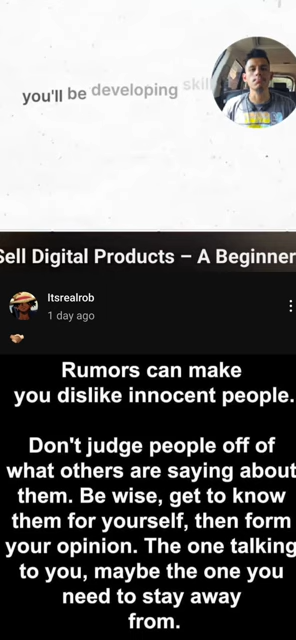 you'll be developing
Sell Digital Products – A Beginner
Itsrealrob
1 day ago
Rumors can make
you dislike innocent people.
Don't judge people off of
what others are saying about
them. Be wise, get to know
them for yourself, then form
your opinion. The one talking
to you, maybe the one you
need to stay away
from.